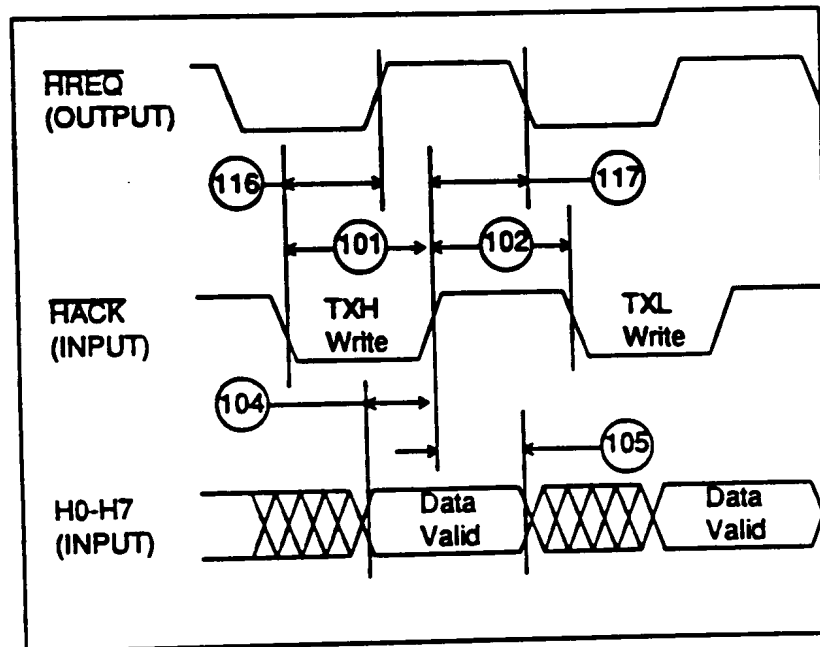 HREQ
(OUTPUT)
116
117
101
102
HACK
(INPUT)
TXH
Write
TXL
Write
104
105
H0-H7
(INPUT)
Data
Valid
Data
Valid